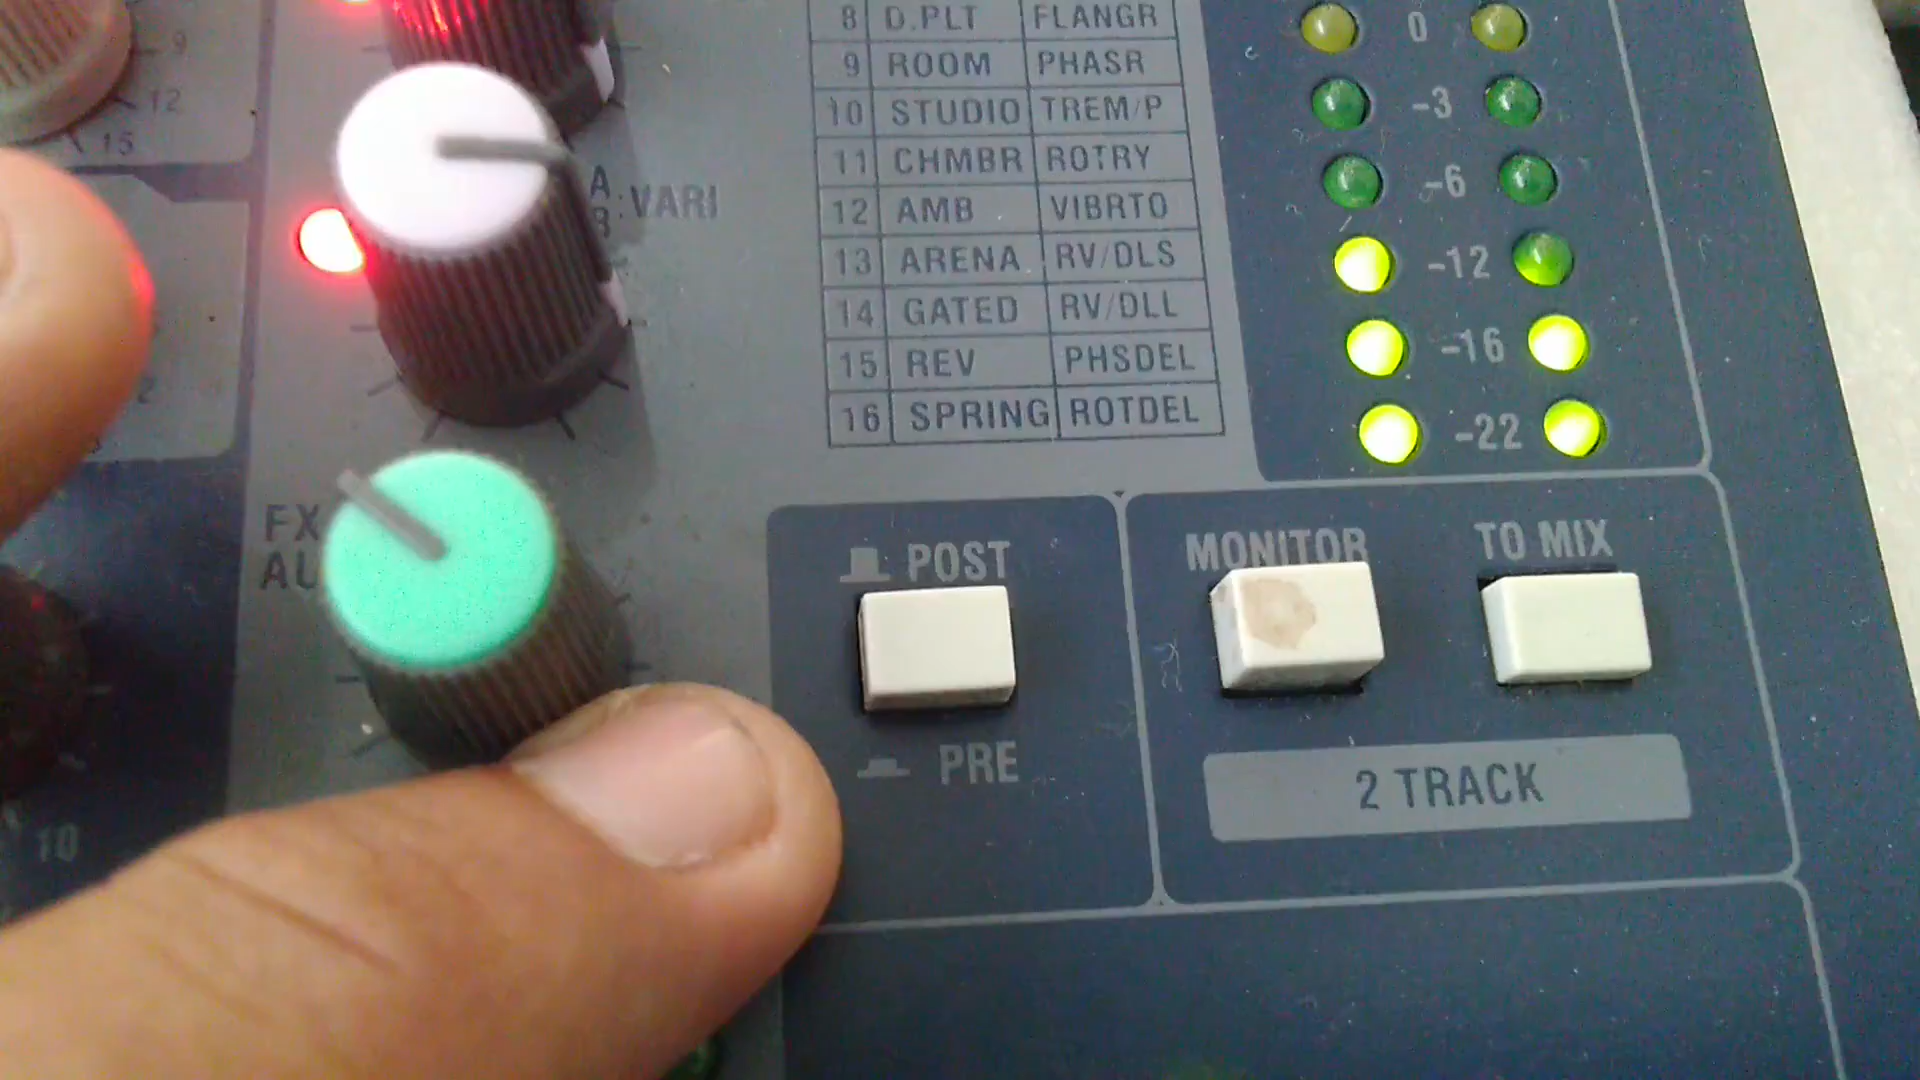 8 D.PLT FLANGR
9 ROOM PHASR
10 STUDIO TREM/P
11 CHMBR ROTRY
12 AMB VIBRTO
13 ARENA RV/DLS
14 GATED RV/DLL
15 REV PHSDEL
16 SPRING ROTDEL
0
-3
-6
-12
-16
-22
9
12
15
A
B : VARI
FX
POST
PRE
MONITOR TO MIX
2 TRACK
10